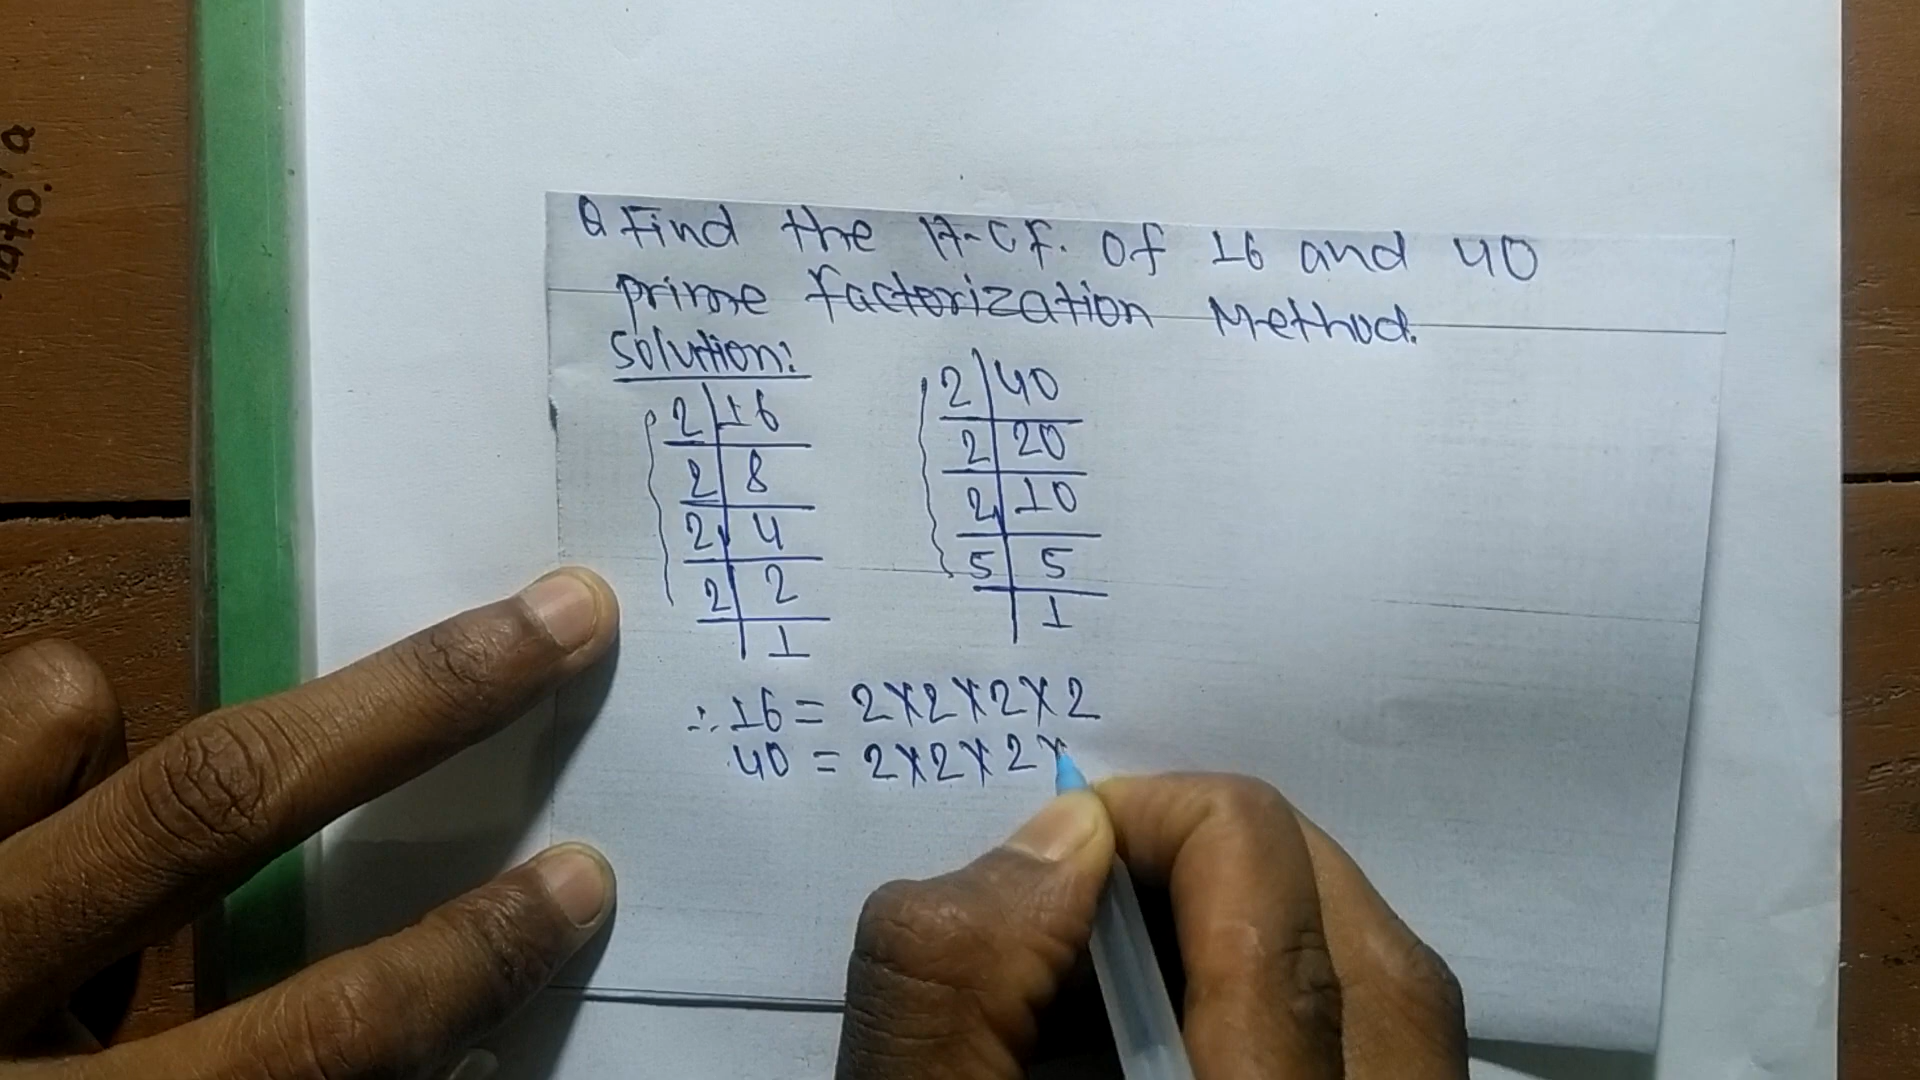 Q Find the H.C.F. of 16 and 40
prime factorization Method.
Solution:
2 16
2 8
2 4
2 2
1
2 40
2 20
2 10
5 5
1
∴ 16 = 2×2×2×2
40 = 2×2×2×